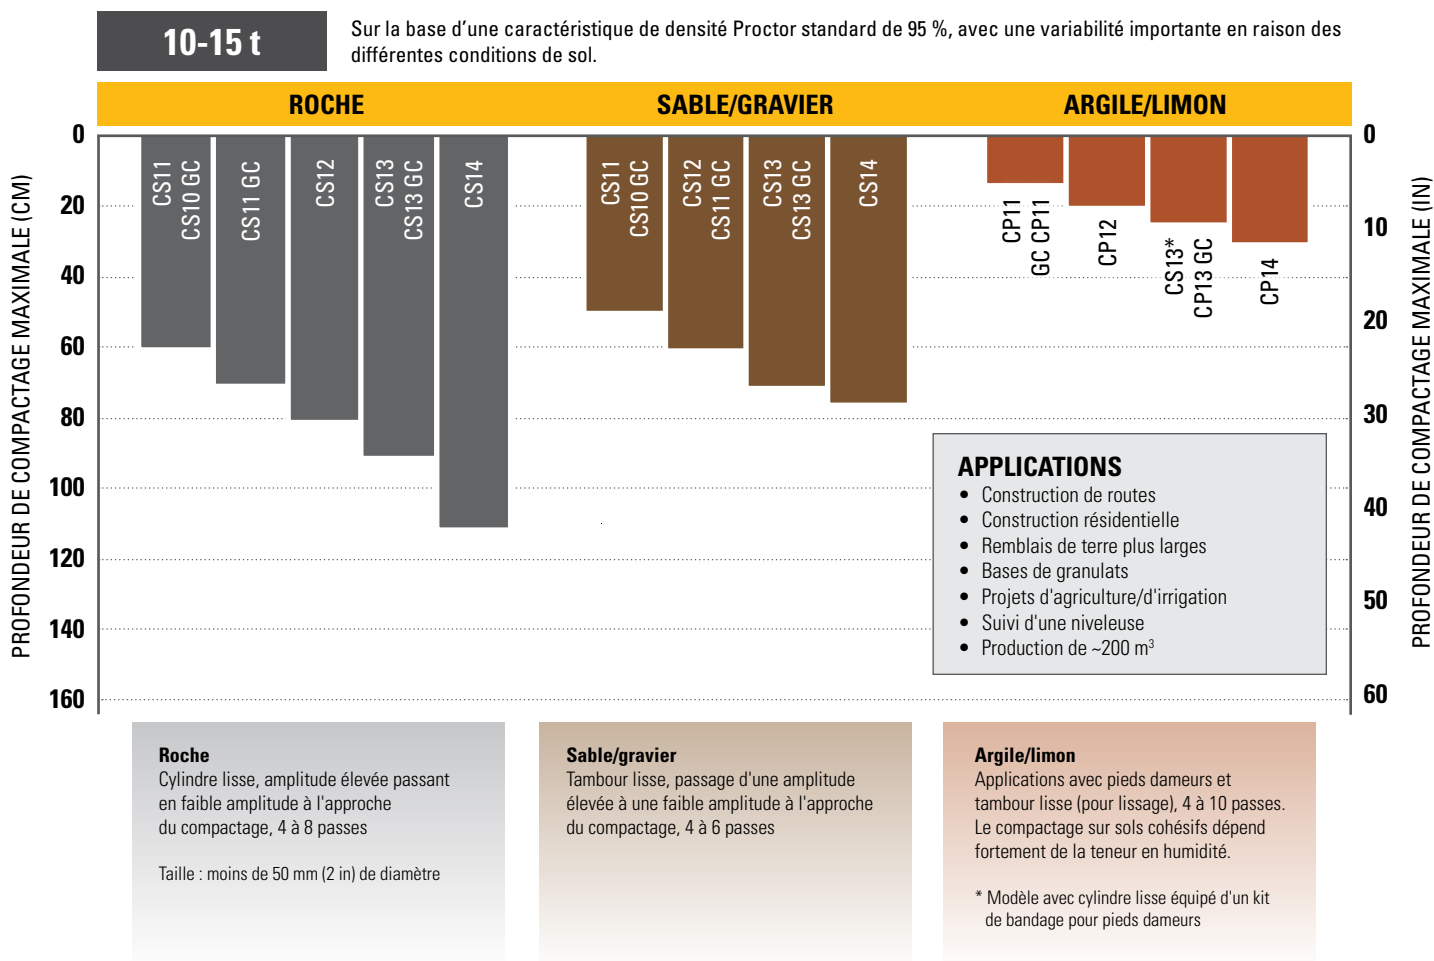 10-15 t
Sur la base d’une caractéristique de densité Proctor standard de 95 %, avec une variabilité importante en raison des
différentes conditions de sol.
ROCHE
SABLE/GRAVIER
ARGILE/LIMON
PROFONDEUR DE COMPACTAGE MAXIMALE (CM)
0
20
40
60
80
100
120
140
160
CS11
CS10 GC
CS11 GC
CS12
CS13
CS13 GC
CS14
CS11
CS10 GC
CS12
CS11 GC
CS13
CS13 GC
CS14
CP11
GC CP11
CP12
CS13*
CP13 GC
CP14
0
10
20
30
40
50
60
PROFONDEUR DE COMPACTAGE MAXIMALE (IN)
APPLICATIONS
• Construction de routes
• Construction résidentielle
• Remblais de terre plus larges
• Bases de granulats
• Projets d'agriculture/d'irrigation
• Suivi d'une niveleuse
• Production de ~200 m³
Roche
Cylindre lisse, amplitude élevée passant
en faible amplitude à l'approche
du compactage, 4 à 8 passes
Taille : moins de 50 mm (2 in) de diamètre
Sable/gravier
Tambour lisse, passage d'une amplitude
élevée à une faible amplitude à l'approche
du compactage, 4 à 6 passes
Argile/limon
Applications avec pieds dameurs et
tambour lisse (pour lissage), 4 à 10 passes.
Le compactage sur sols cohésifs dépend
fortement de la teneur en humidité.
* Modèle avec cylindre lisse équipé d'un kit
de bandage pour pieds dameurs